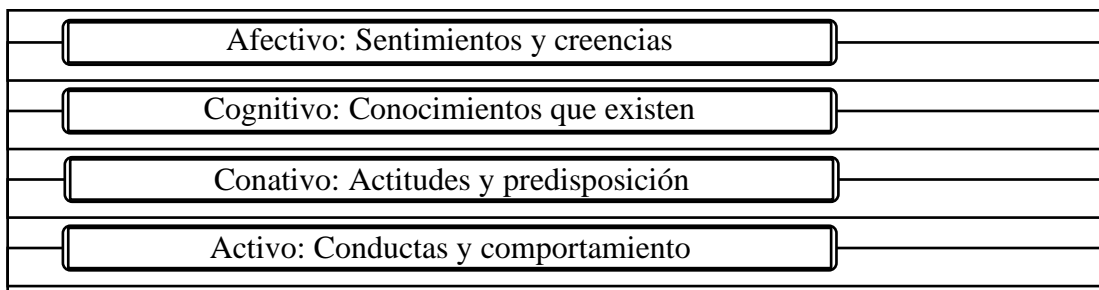 Afectivo: Sentimientos y creencias
Cognitivo: Conocimientos que existen
Conativo: Actitudes y predisposición
Activo: Conductas y comportamiento